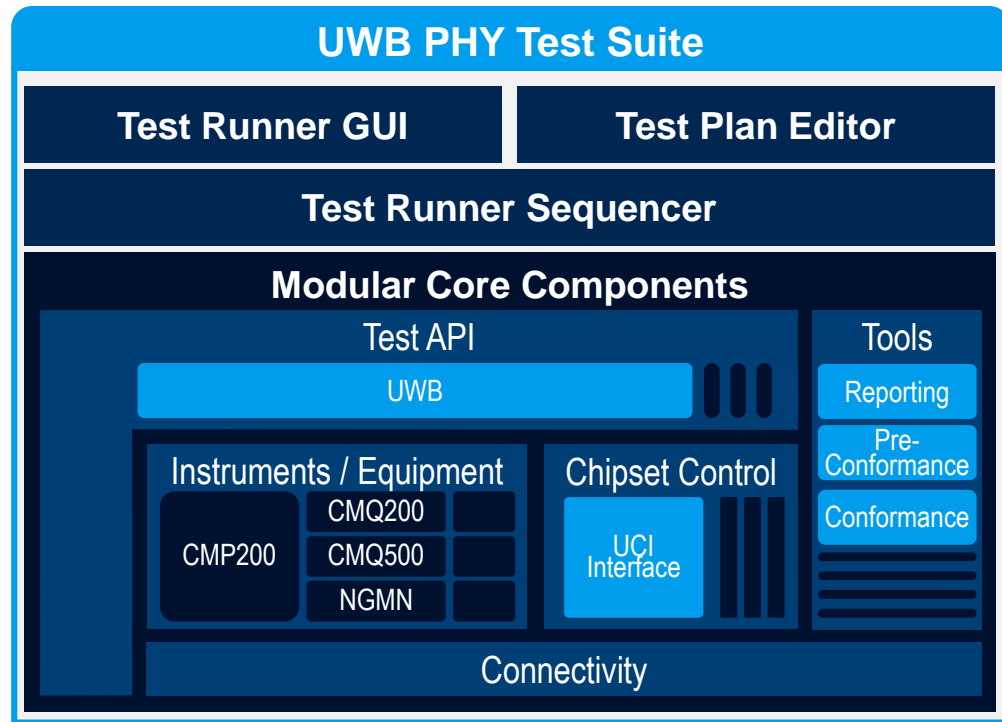 UWB PHY Test Suite
Test Runner GUI
Test Plan Editor
Test Runner Sequencer
Modular Core Components
Test API
UWB
Tools
Reporting
Pre-
Conformance
Conformance
Instruments / Equipment
CMP200
CMQ200
CMQ500
NGMN
Chipset Control
UCI
Interface
Connectivity